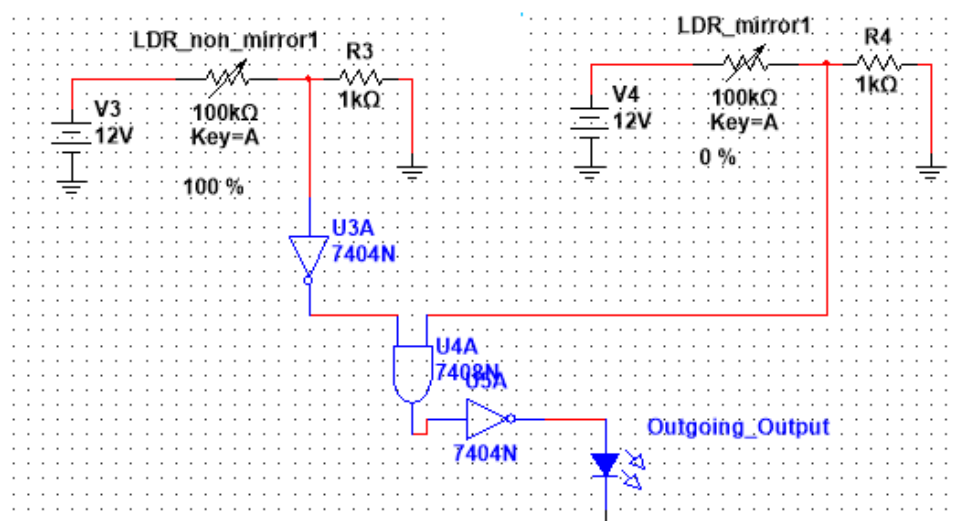 LDR_non_mirror1
R3
1kΩ
V3
12V
100kΩ
Key=A
100 %
LDR_mirror1
R4
1kΩ
V4
12V
100kΩ
Key=A
0 %
U3A
7404N
U4A
7408N
U5A
7404N
Outgoing_Output